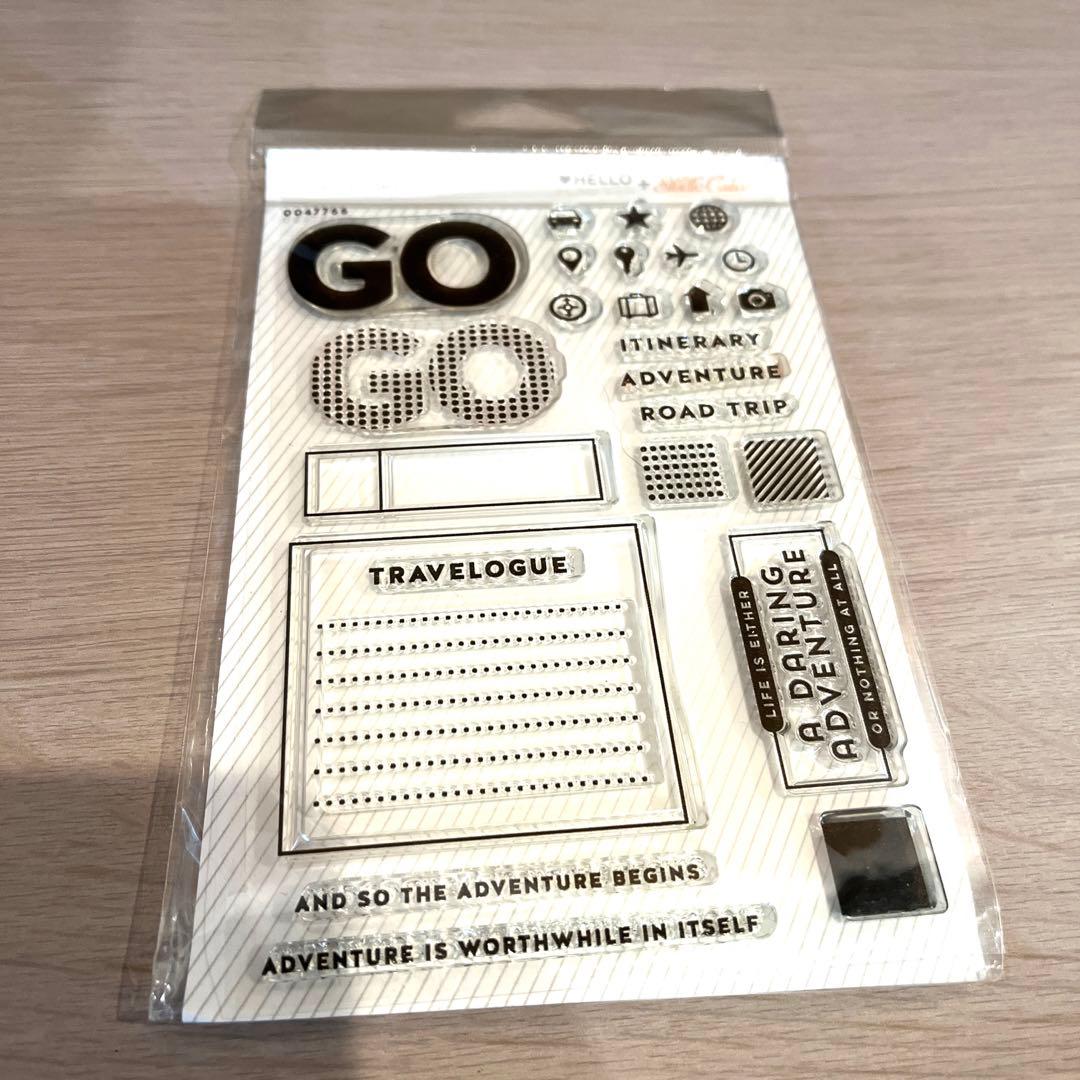 HELLO +
0047766
GO
GO
ITINERARY
ADVENTURE
ROAD TRIP
TRAVELOGUE
LIFE IS EITHER
A DARING
ADVENTURE
OR NOTHING AT ALL
AND SO THE ADVENTURE BEGINS
ADVENTURE IS WORTHWHILE IN ITSELF